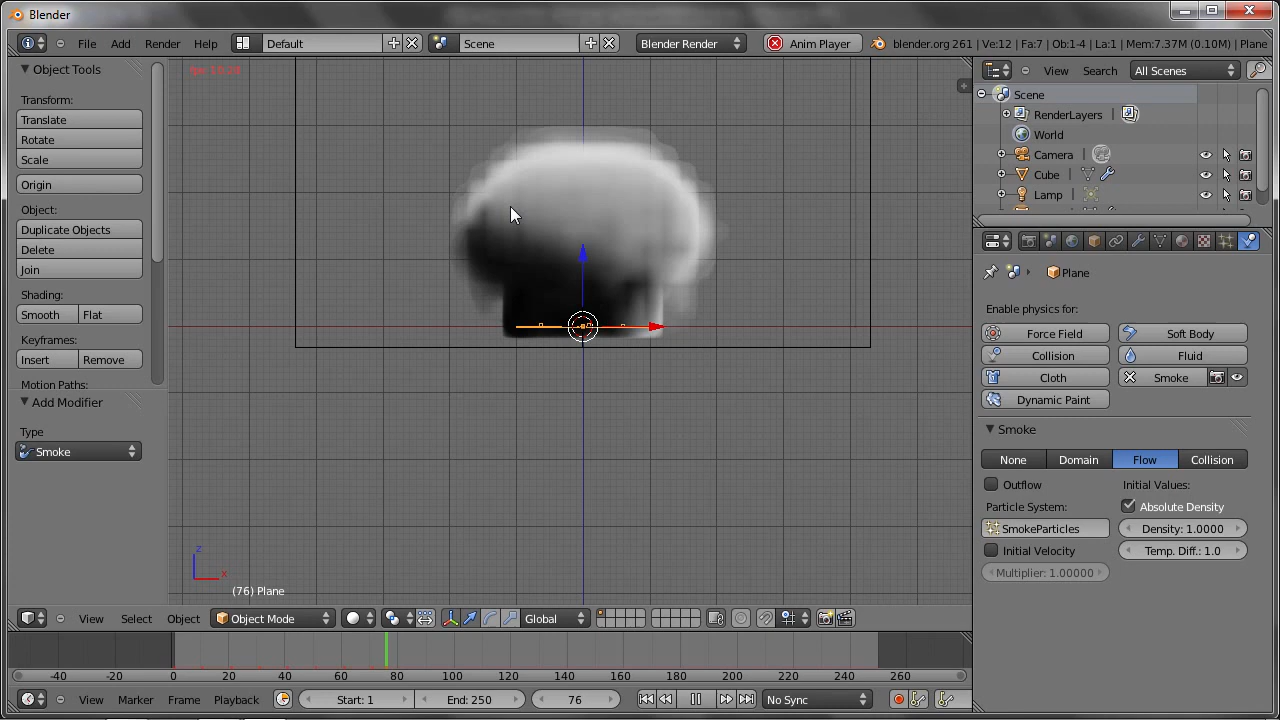 Blender
File Add Render Help Default Scene Blender Render Anim Player blender.org 261 | Ve:12 | Fa:7 | Ob:1-4 | La:1 | Mem:7.37M (0.10M) | Plane
Object Tools
Transform:
Translate
Rotate
Scale
Origin
Object:
Duplicate Objects
Delete
Join
Shading:
Smooth Flat
Keyframes:
Insert Remove
Motion Paths:
Add Modifier
Type
Smoke
z
x
(76) Plane
View Select Object Object Mode Global
-40 -20 0 20 40 60 80 100 120 140 160 180 200 220 240 260
View Marker Frame Playback Start: 1 End: 250 76 No Sync
View Search All Scenes
Scene
RenderLayers
World
Camera
Cube
Lamp
Plane
Enable physics for:
Force Field Soft Body
Collision Fluid
Cloth Smoke
Dynamic Paint
Smoke
None Domain Flow Collision
Outflow Initial Values:
Particle System: Absolute Density
SmokeParticles Density: 1.0000
Initial Velocity Temp. Diff.: 1.0
Multiplier: 1.00000